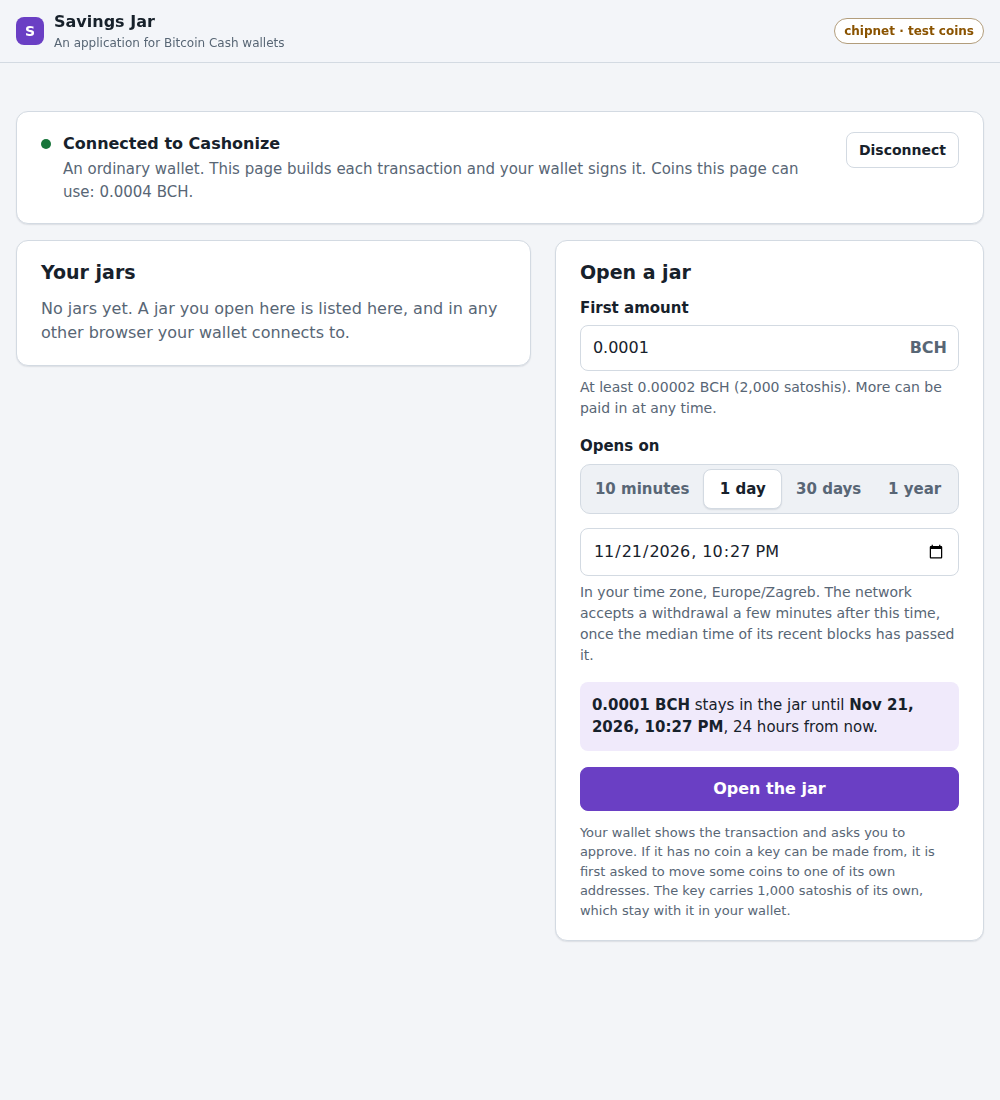 S
Savings Jar
An application for Bitcoin Cash wallets
chipnet · test coins
Connected to Cashonize
An ordinary wallet. This page builds each transaction and your wallet signs it. Coins this page can
use: 0.0004 BCH.
Disconnect
Your jars
No jars yet. A jar you open here is listed here, and in any
other browser your wallet connects to.
Open a jar
First amount
0.0001 BCH
At least 0.00002 BCH (2,000 satoshis). More can be
paid in at any time.
Opens on
10 minutes 1 day 30 days 1 year
11/21/2026, 10:27 PM
In your time zone, Europe/Zagreb. The network
accepts a withdrawal a few minutes after this time,
once the median time of its recent blocks has passed
it.
0.0001 BCH stays in the jar until Nov 21,
2026, 10:27 PM, 24 hours from now.
Open the jar
Your wallet shows the transaction and asks you to
approve. If it has no coin a key can be made from, it is
first asked to move some coins to one of its own
addresses. The key carries 1,000 satoshis of its own,
which stay with it in your wallet.